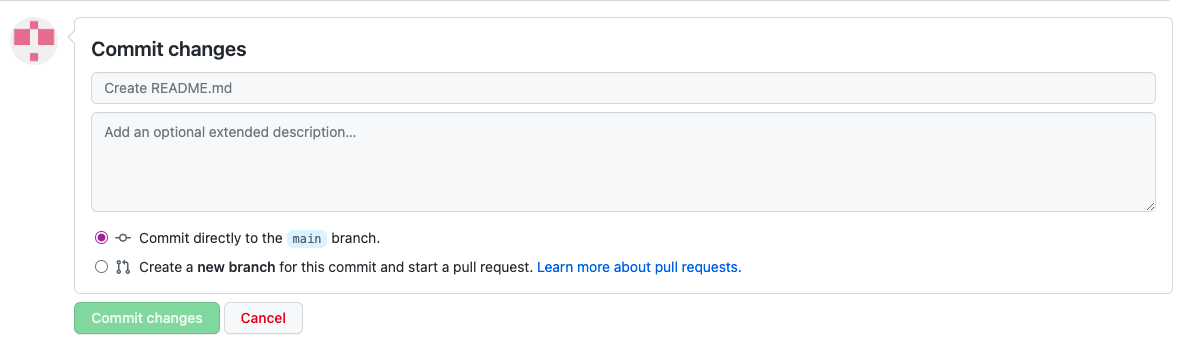 Commit changes
Create README.md
Add an optional extended description...
Commit directly to the main branch.
Create a new branch for this commit and start a pull request. Learn more about pull requests.
Commit changes
Cancel